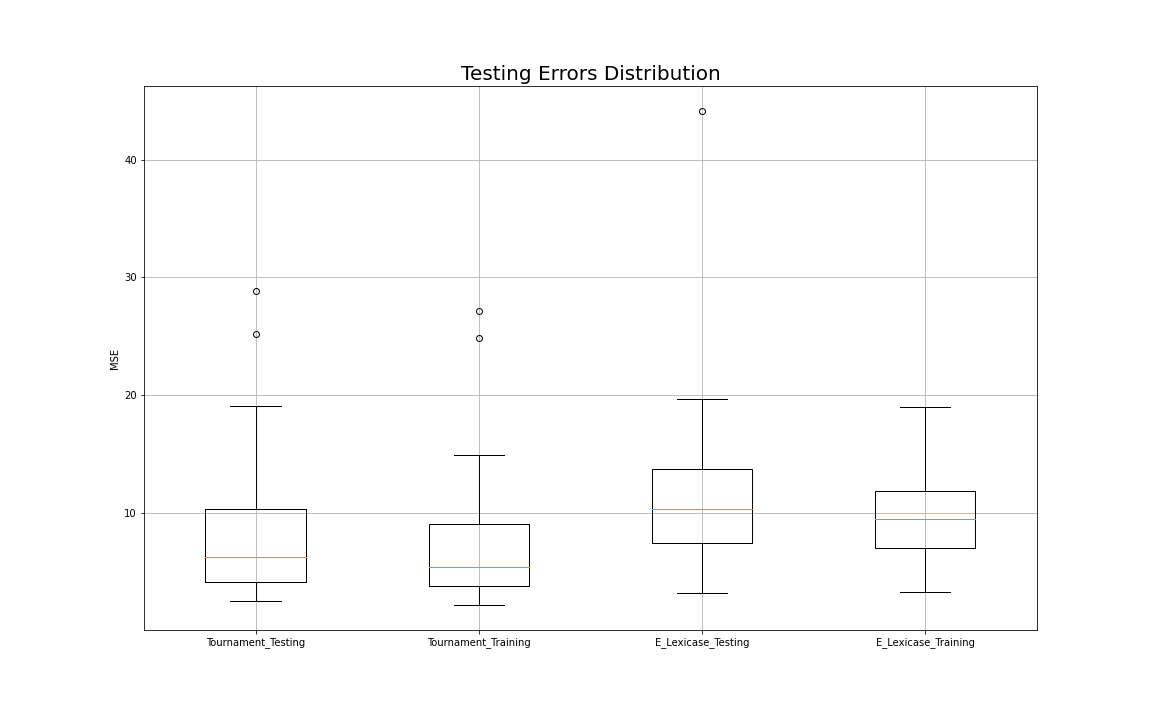 Testing Errors Distribution
40
30
20
10
MSE
Tournament_Testing
Tournament_Training
E_Lexicase_Testing
E_Lexicase_Training